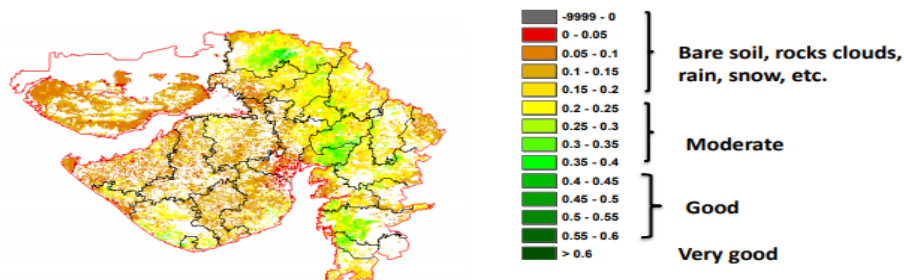 -9999 - 0
0 - 0.05
0.05 - 0.1
0.1 - 0.15
0.15 - 0.2
0.2 - 0.25
0.25 - 0.3
0.3 - 0.35
0.35 - 0.4
0.4 - 0.45
0.45 - 0.5
0.5 - 0.55
0.55 - 0.6
> 0.6
Bare soil, rocks clouds,
rain, snow, etc.
Moderate
Good
Very good